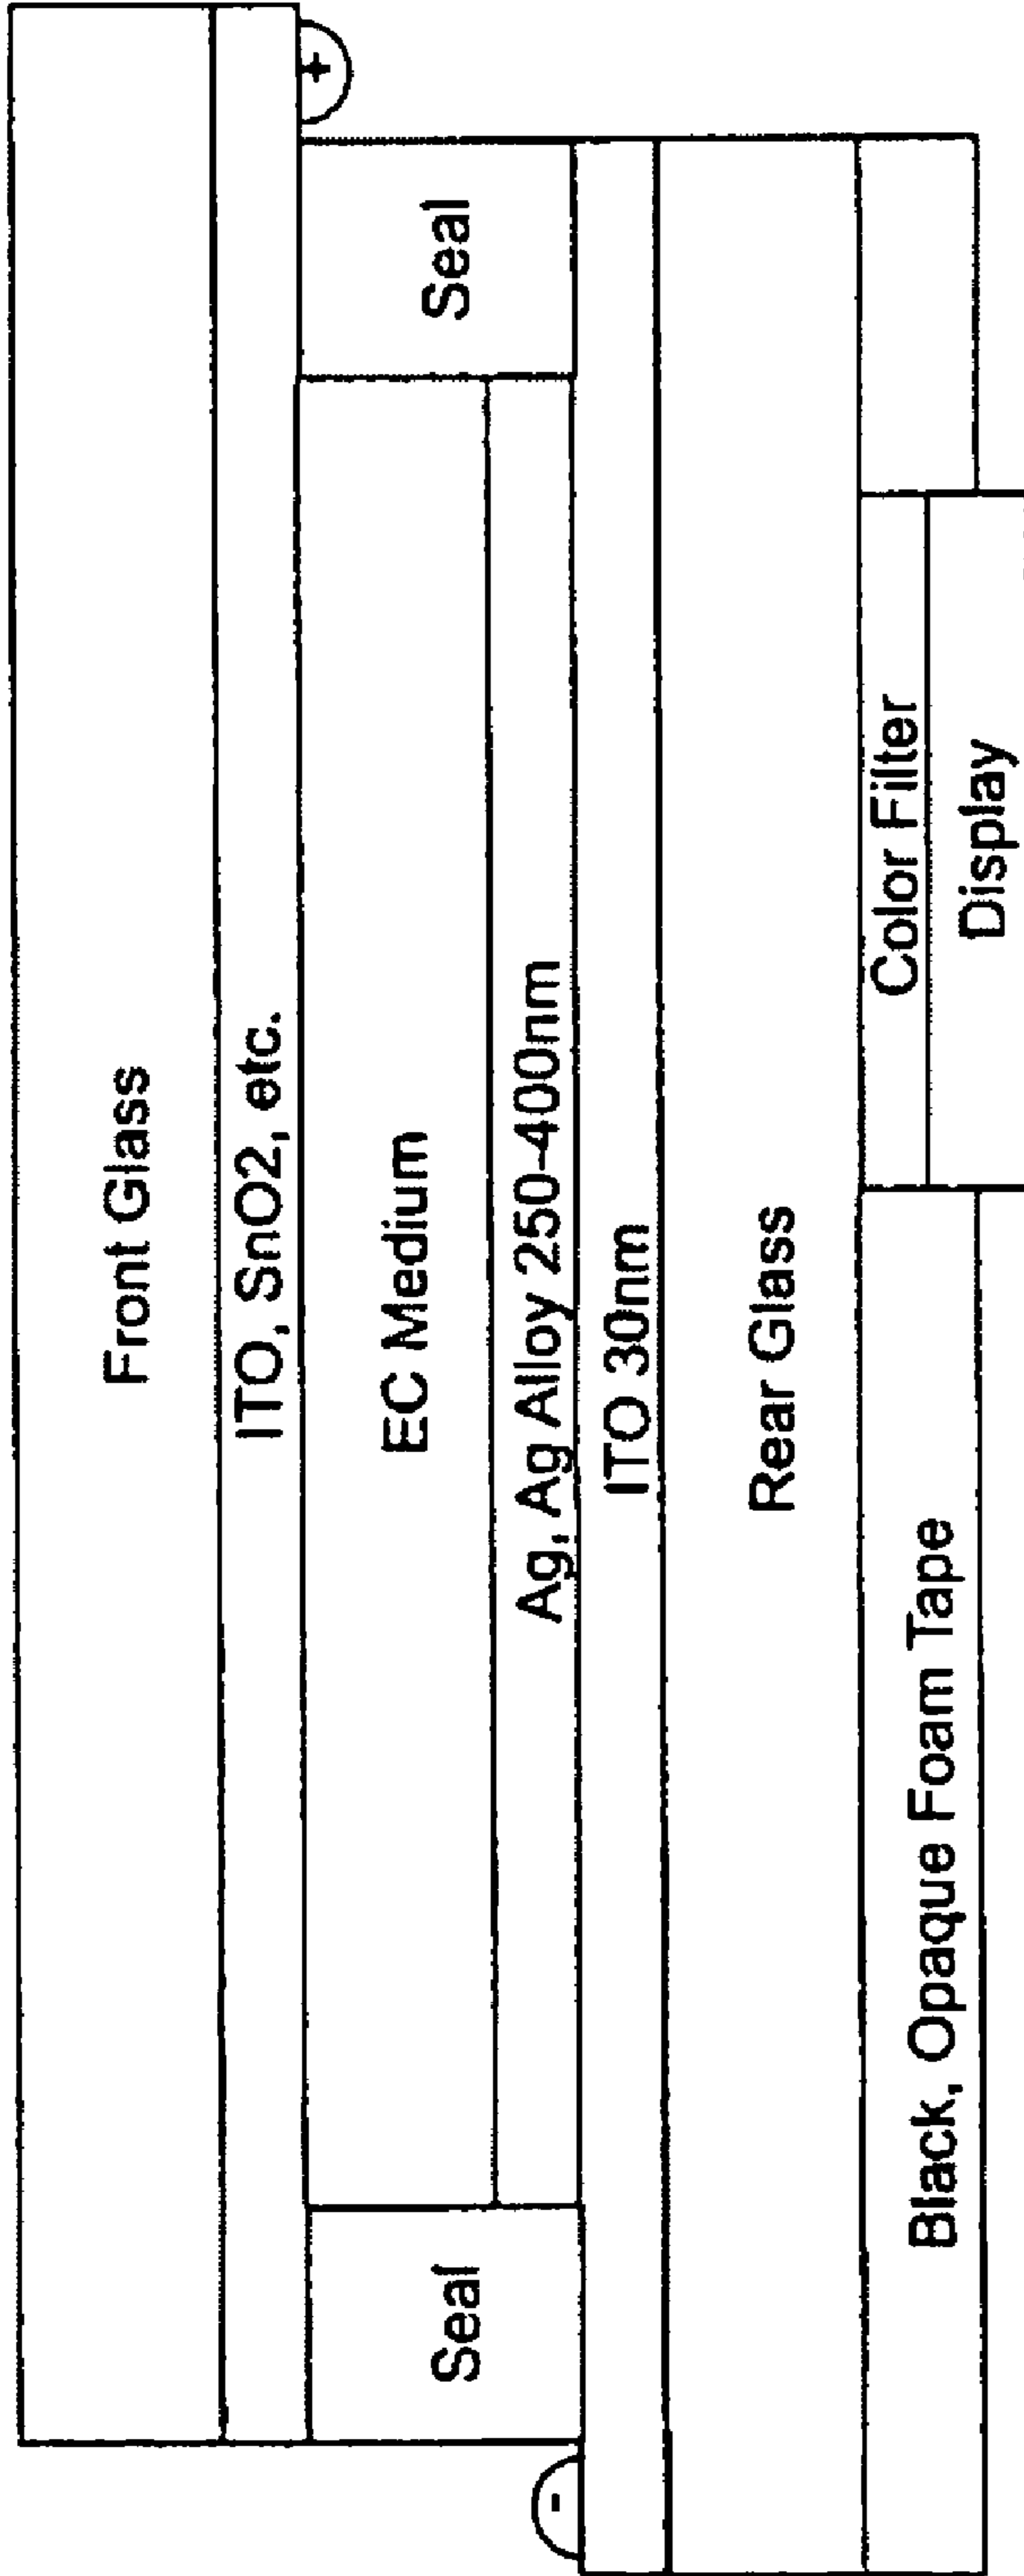 Front Glass
ITO, SnO2, etc.
+
Seal
EC Medium
Seal
Ag, Ag Alloy 250-400nm
-
ITO 30nm
Rear Glass
Color Filter
Black, Opaque Foam Tape
Display